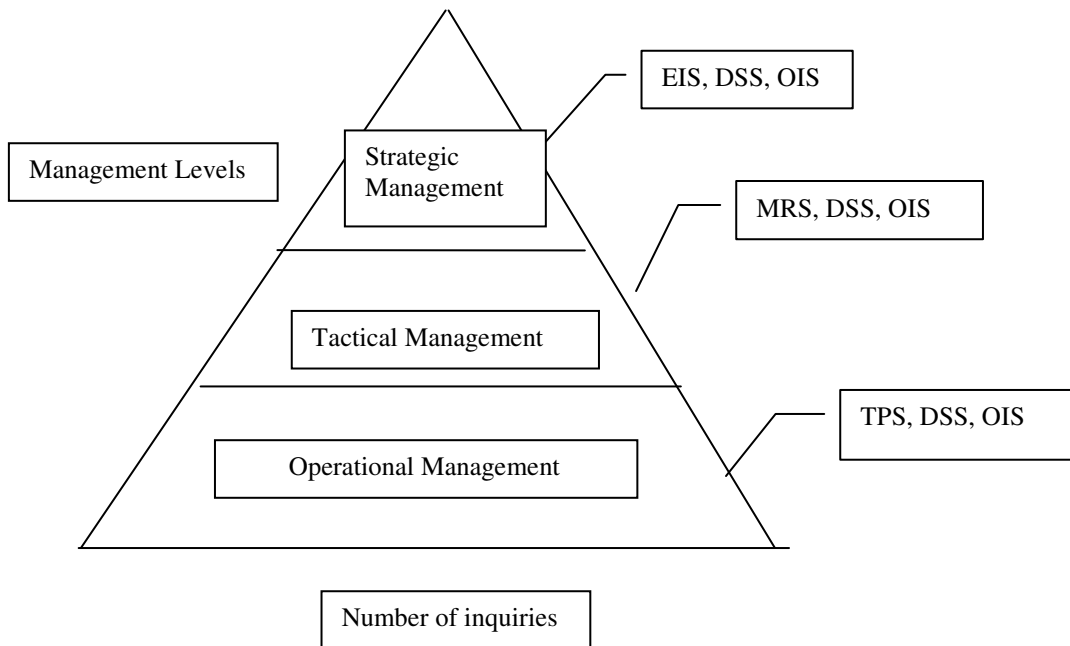 EIS, DSS, OIS
Management Levels
Strategic
Management
MRS, DSS, OIS
Tactical Management
TPS, DSS, OIS
Operational Management
Number of inquiries